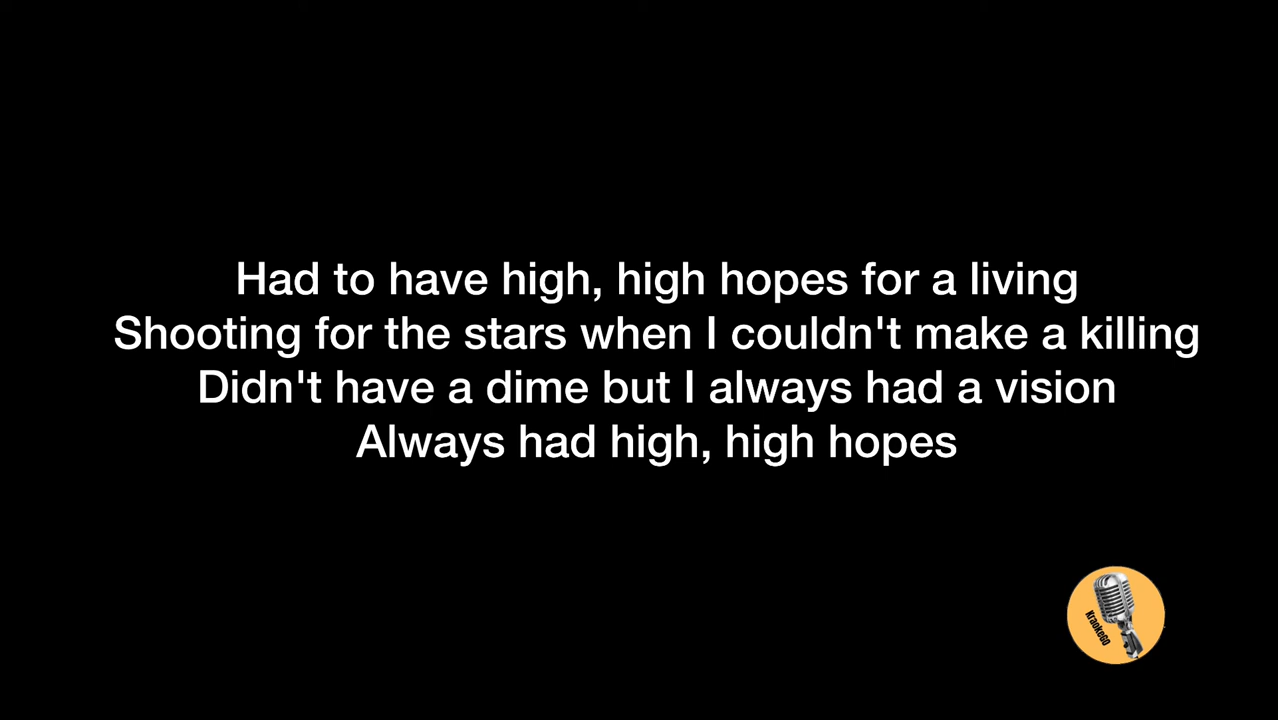 Had to have high, high hopes for a living
Shooting for the stars when I couldn't make a killing
Didn't have a dime but I always had a vision
Always had high, high hopes
KraokeGO